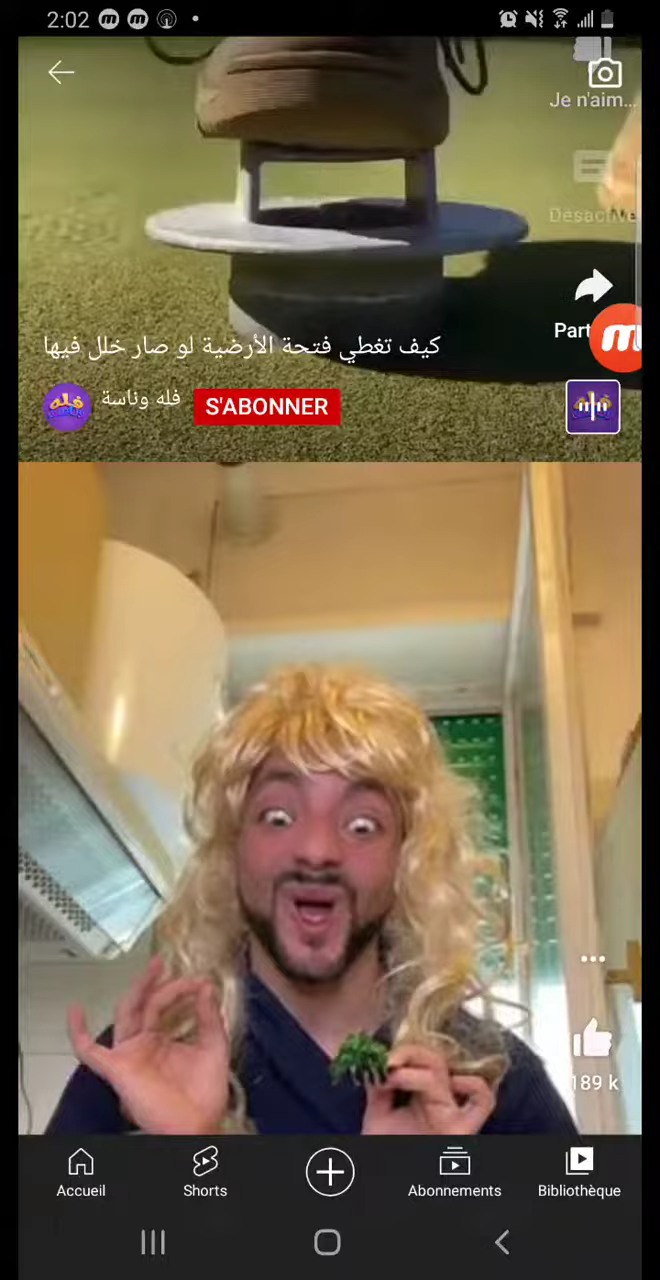 2:02
Je n'aim...
Désactivé
Part
كيف تغطي فتحة الأرضية لو صار خلل فيها
فله وناسة
S'ABONNER
189 k
Accueil
Shorts
Abonnements
Bibliothèque